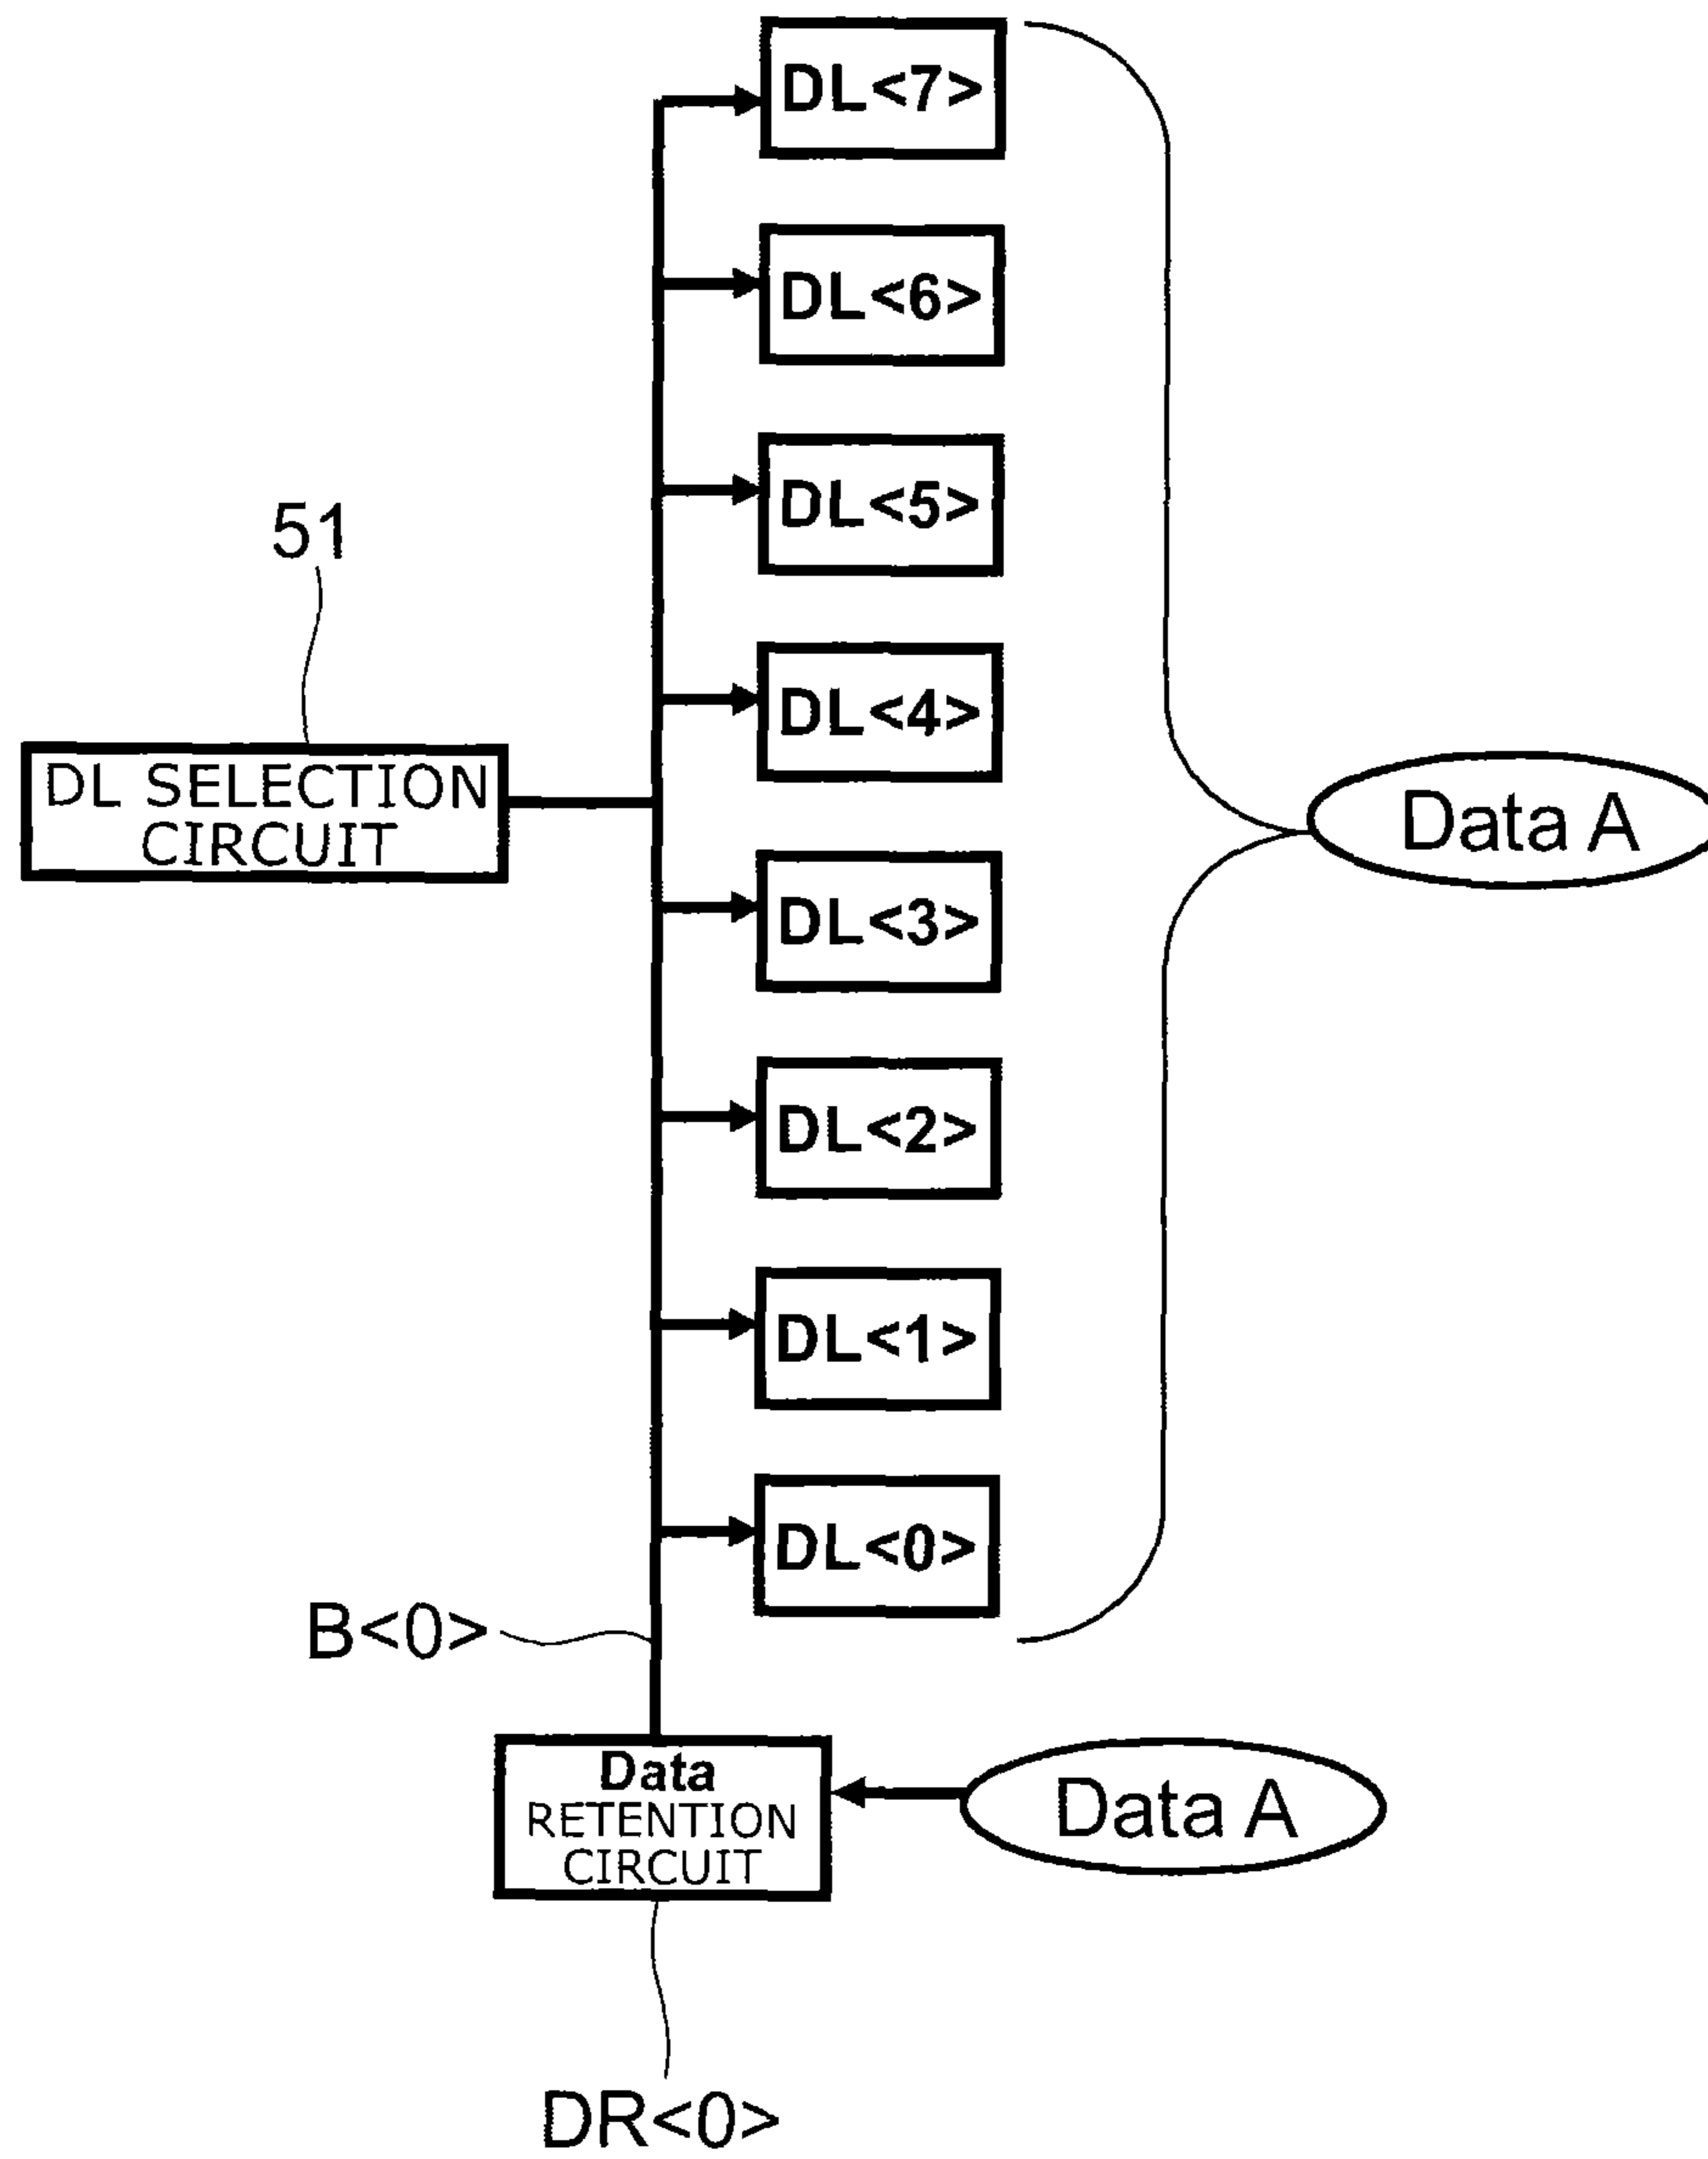 DL<7>
DL<6>
DL<5>
51
DL<4>
DL SELECTION
CIRCUIT
Data A
DL<3>
DL<2>
DL<1>
DL<0>
B<0>
Data
RETENTION
CIRCUIT
Data A
DR<0>